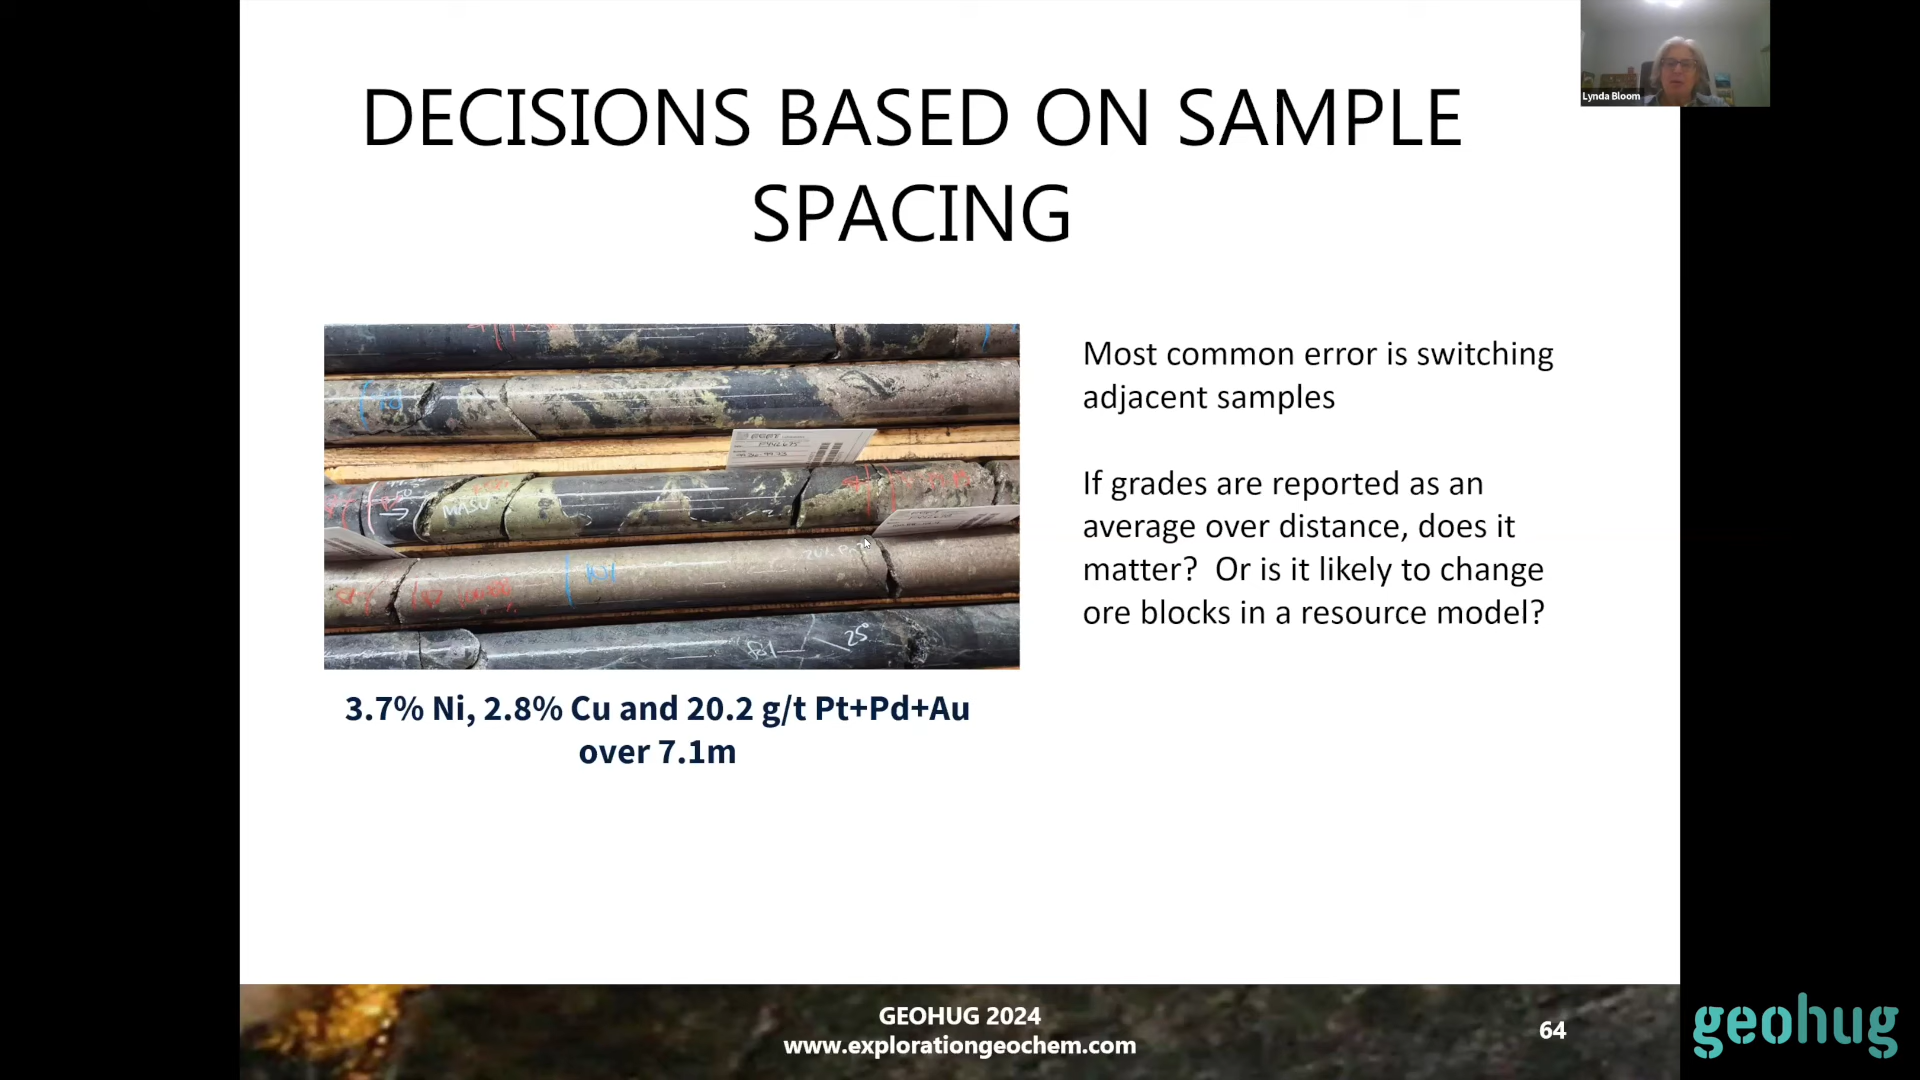 Lynda Bloom
DECISIONS BASED ON SAMPLE
SPACING
MASU
25°
Most common error is switching
adjacent samples
If grades are reported as an
average over distance, does it
matter? Or is it likely to change
ore blocks in a resource model?
3.7% Ni, 2.8% Cu and 20.2 g/t Pt+Pd+Au
over 7.1m
GEOHUG 2024
www.explorationgeochem.com
64
geohug